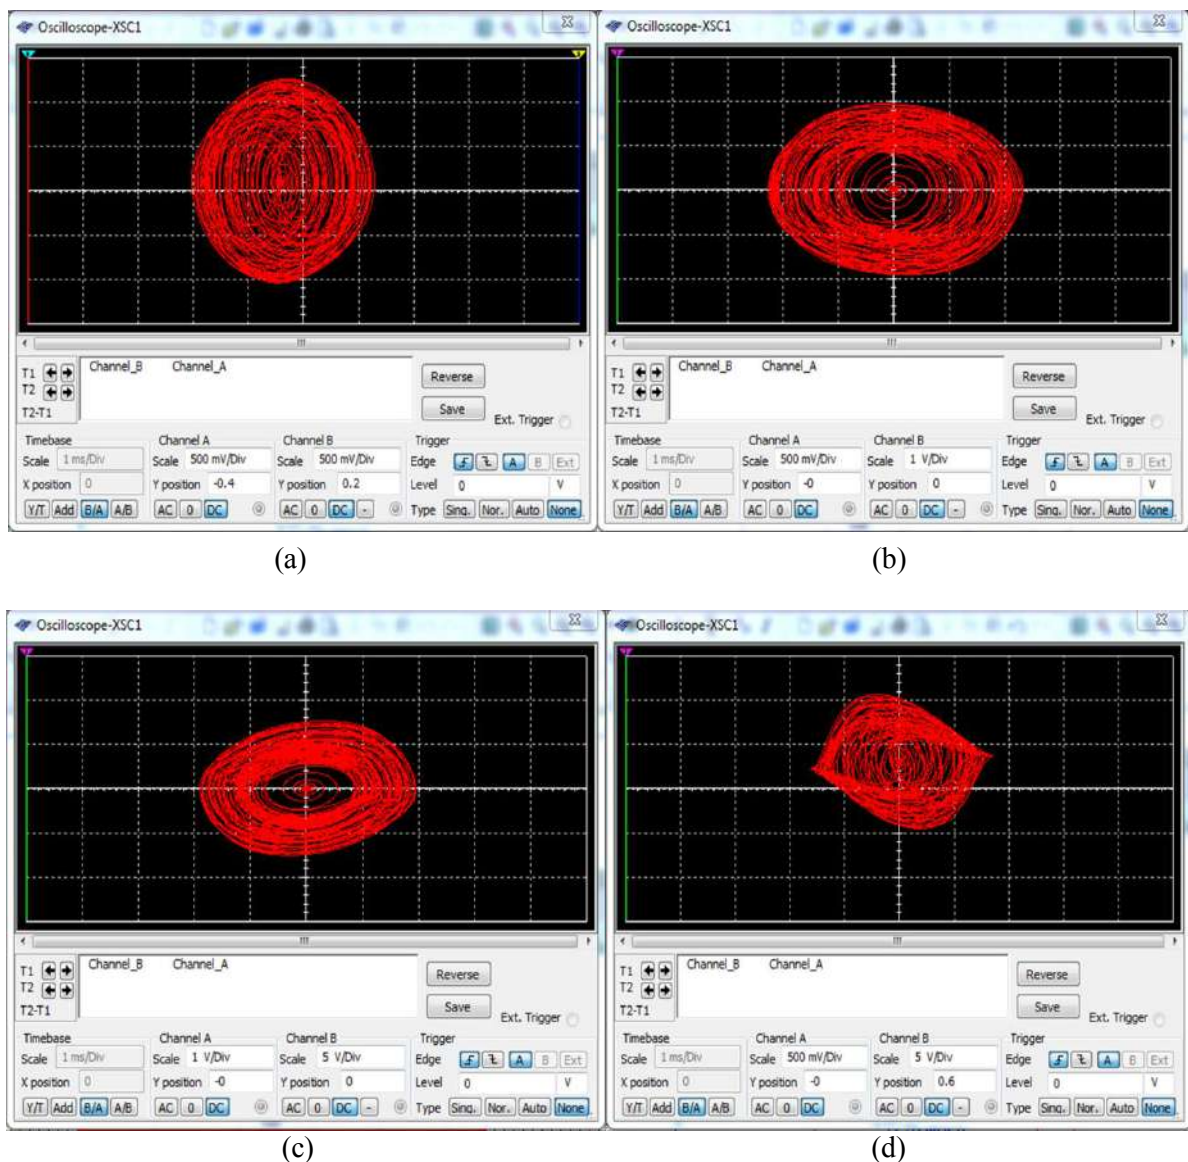 Oscilloscope-XSC1
Channel_B Channel_A
T1
T2
T2-T1
Reverse
Save
Ext. Trigger
Timebase Channel A Channel B Trigger
Scale 1 ms/Div Scale 500 mV/Div Scale 500 mV/Div Edge A B Ext
X position 0 Y position -0.4 Y position 0.2 Level 0 V
Y/T Add B/A A/B AC 0 DC AC 0 DC - Type Sing. Nor. Auto None
(a)
Oscilloscope-XSC1
Channel_B Channel_A
T1
T2
T2-T1
Reverse
Save
Ext. Trigger
Timebase Channel A Channel B Trigger
Scale 1 ms/Div Scale 500 mV/Div Scale 1 V/Div Edge A B Ext
X position 0 Y position -0 Y position 0 Level 0 V
Y/T Add B/A A/B AC 0 DC AC 0 DC - Type Sing. Nor. Auto None
(b)
Oscilloscope-XSC1
Channel_B Channel_A
T1
T2
T2-T1
Reverse
Save
Ext. Trigger
Timebase Channel A Channel B Trigger
Scale 1 ms/Div Scale 1 V/Div Scale 5 V/Div Edge A B Ext
X position 0 Y position -0 Y position 0 Level 0 V
Y/T Add B/A A/B AC 0 DC AC 0 DC - Type Sing. Nor. Auto None
(c)
Oscilloscope-XSC1
Channel_B Channel_A
T1
T2
T2-T1
Reverse
Save
Ext. Trigger
Timebase Channel A Channel B Trigger
Scale 1 ms/Div Scale 500 mV/Div Scale 5 V/Div Edge A B Ext
X position 0 Y position -0 Y position 0.6 Level 0 V
Y/T Add B/A A/B AC 0 DC AC 0 DC - Type Sing. Nor. Auto None
(d)